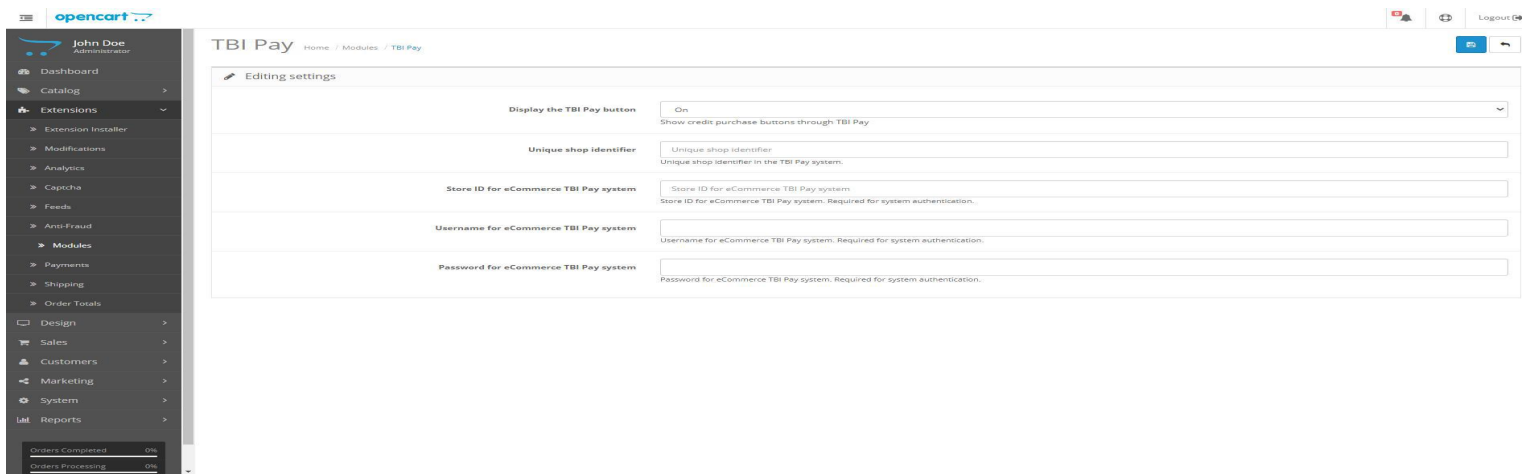 opencart
8
Logout
John Doe
Administrator
Dashboard
Catalog
Extensions
Extension Installer
Modifications
Analytics
Captcha
Feeds
Anti-Fraud
Modules
Payments
Shipping
Order Totals
Design
Sales
Customers
Marketing
System
Reports
Orders Completed 0%
Orders Processing 0%
TBI Pay Home / Modules / TBI Pay
Editing settings
Display the TBI Pay button On
Show credit purchase buttons through TBI Pay
Unique shop identifier Unique shop identifier
Unique shop identifier in the TBI Pay system.
Store ID for eCommerce TBI Pay system Store ID for eCommerce TBI Pay system
Store ID for eCommerce TBI Pay system. Required for system authentication.
Username for eCommerce TBI Pay system
Username for eCommerce TBI Pay system. Required for system authentication.
Password for eCommerce TBI Pay system
Password for eCommerce TBI Pay system. Required for system authentication.